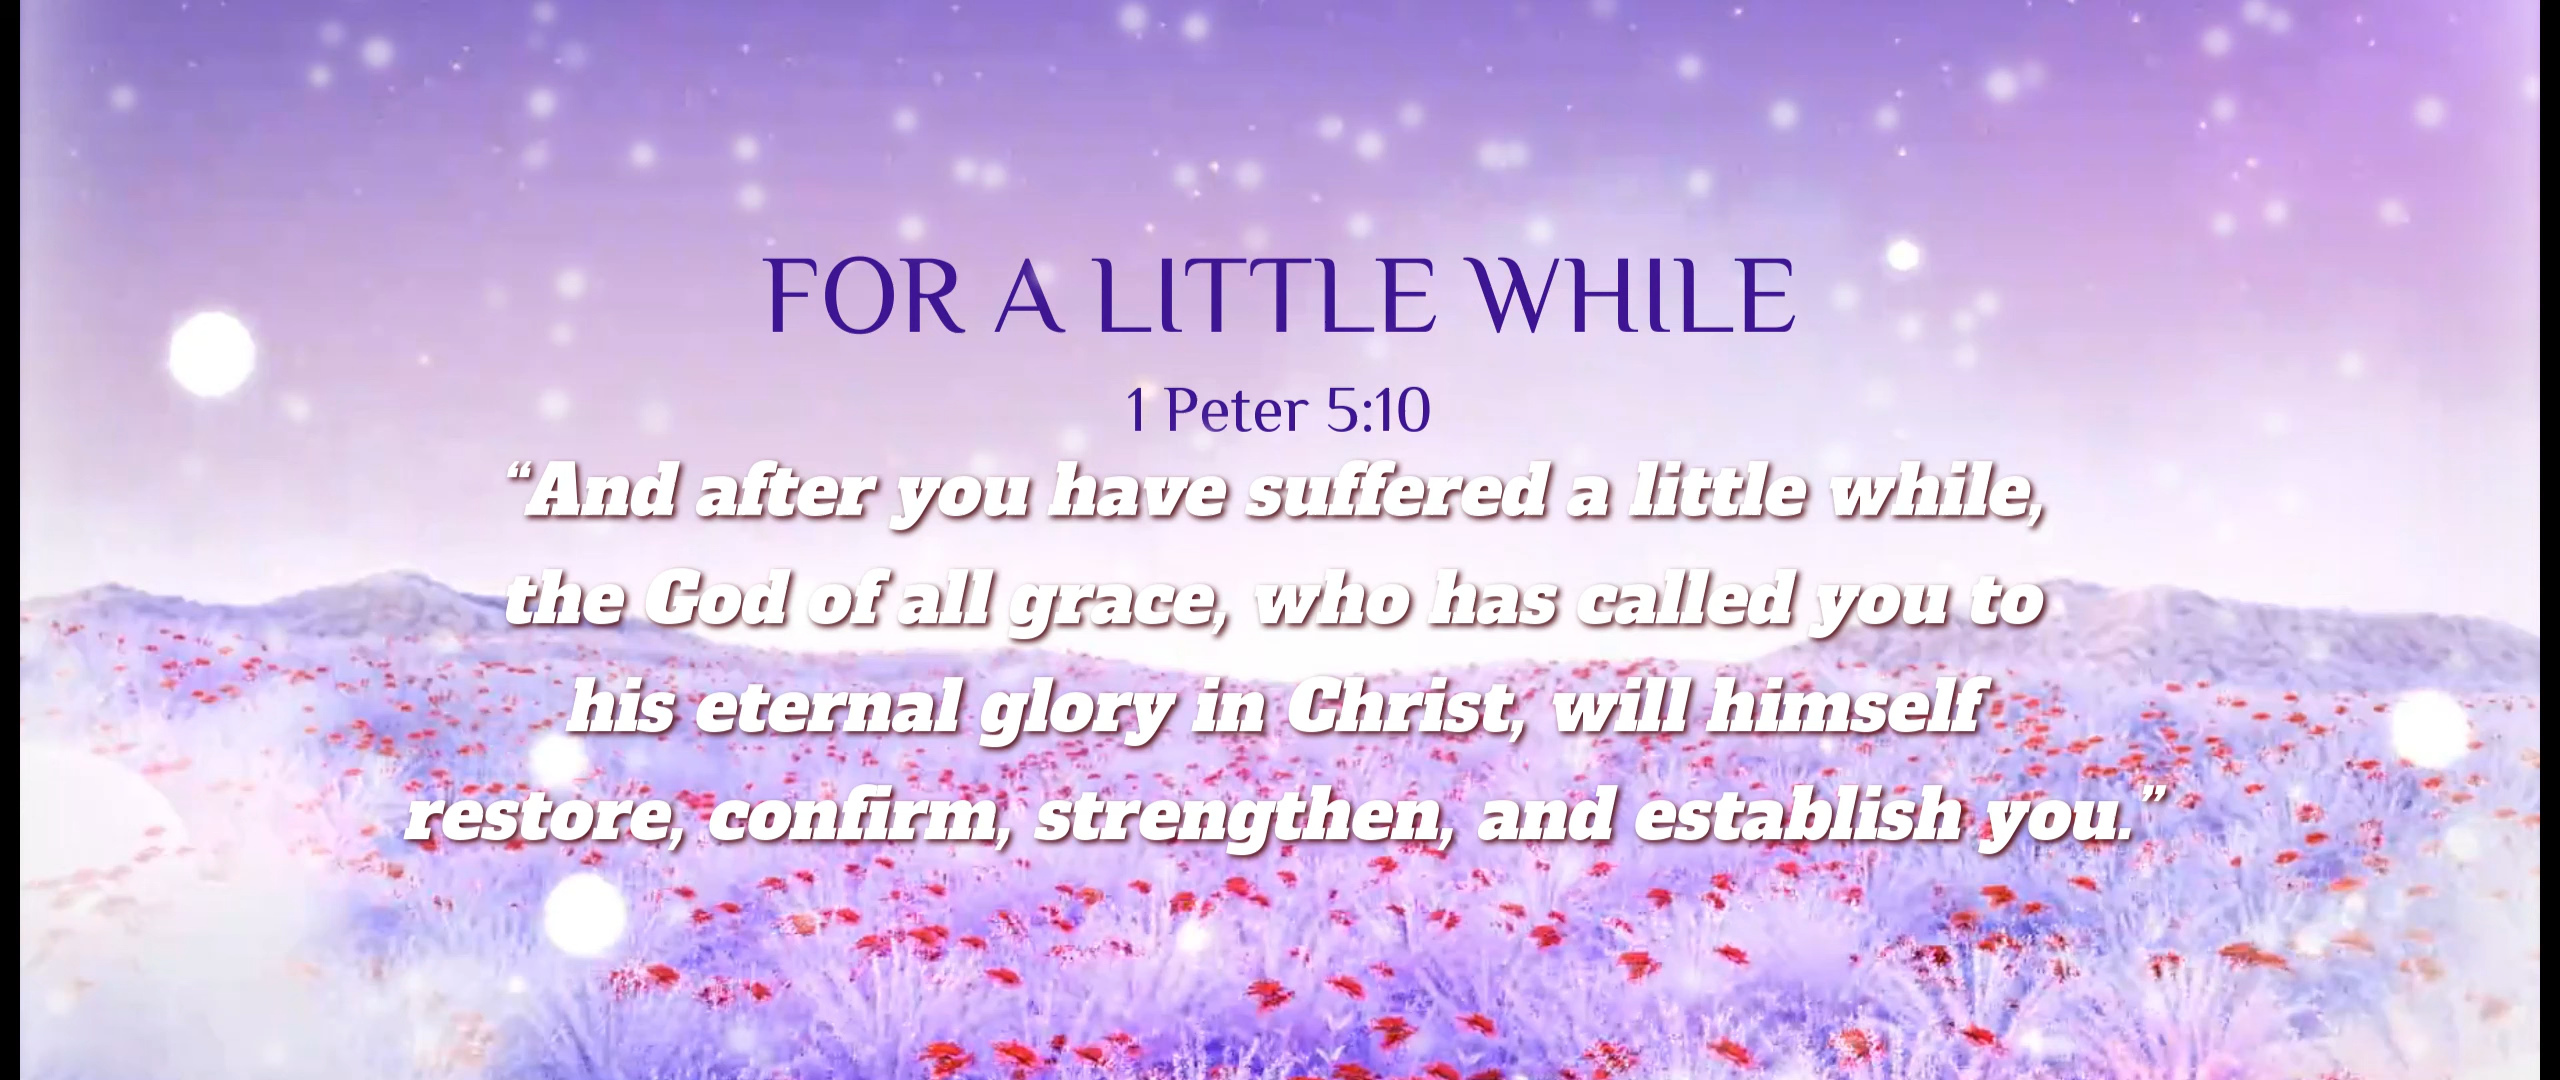 FOR A LITTLE WHILE
1 Peter 5:10
“And after you have suffered a little while,
the God of all grace, who has called you to
his eternal glory in Christ, will himself
restore, confirm, strengthen, and establish you.”